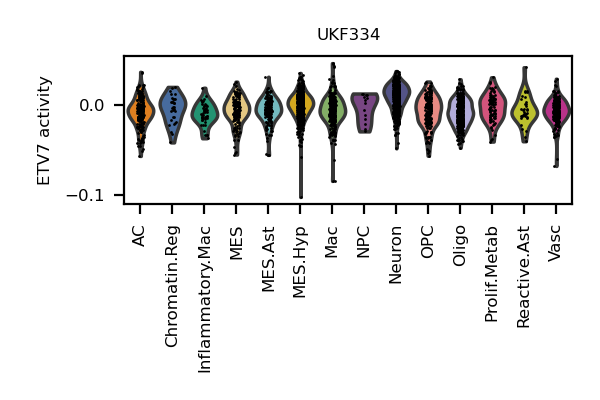 UKF334
ETV7 activity
0.0
−0.1
AC
Chromatin.Reg
Inflammatory.Mac
MES
MES.Ast
MES.Hyp
Mac
NPC
Neuron
OPC
Oligo
Prolif.Metab
Reactive.Ast
Vasc